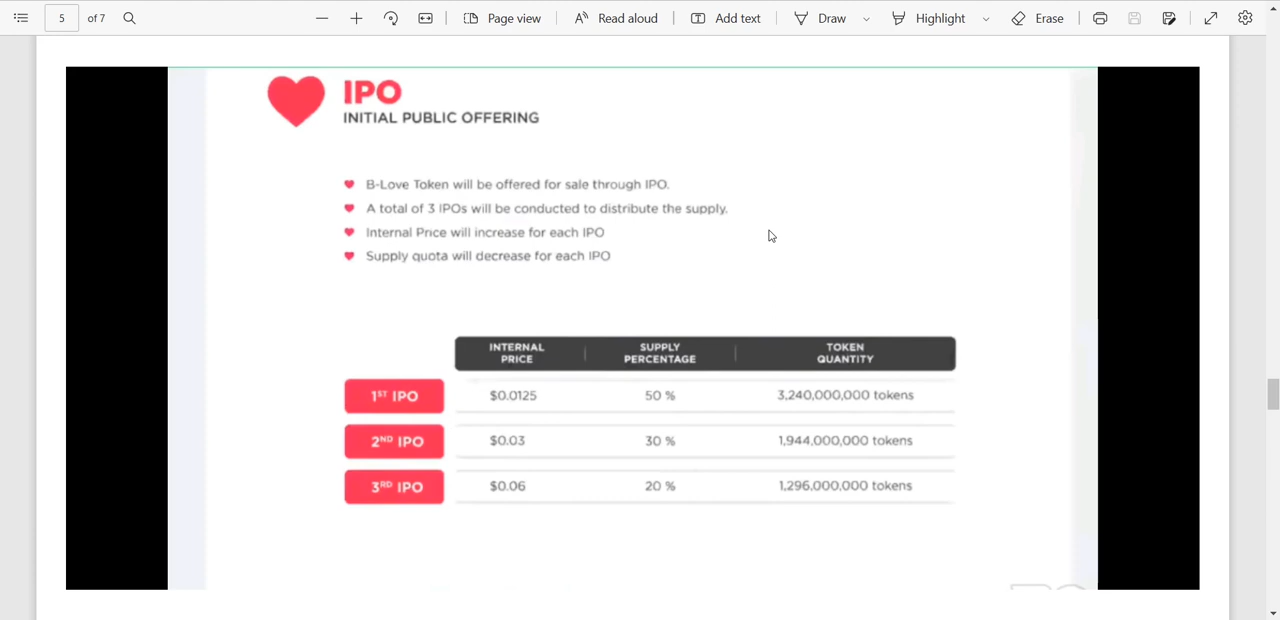 5 of 7 Page view Read aloud Add text Draw Highlight Erase
IPO
INITIAL PUBLIC OFFERING
B-Love Token will be offered for sale through IPO.
A total of 3 IPOs will be conducted to distribute the supply.
Internal Price will increase for each IPO
Supply quota will decrease for each IPO
INTERNAL PRICE SUPPLY PERCENTAGE TOKEN QUANTITY
1ST IPO $0.0125 50 % 3,240,000,000 tokens
2ND IPO $0.03 30 % 1,944,000,000 tokens
3RD IPO $0.06 20 % 1,296,000,000 tokens